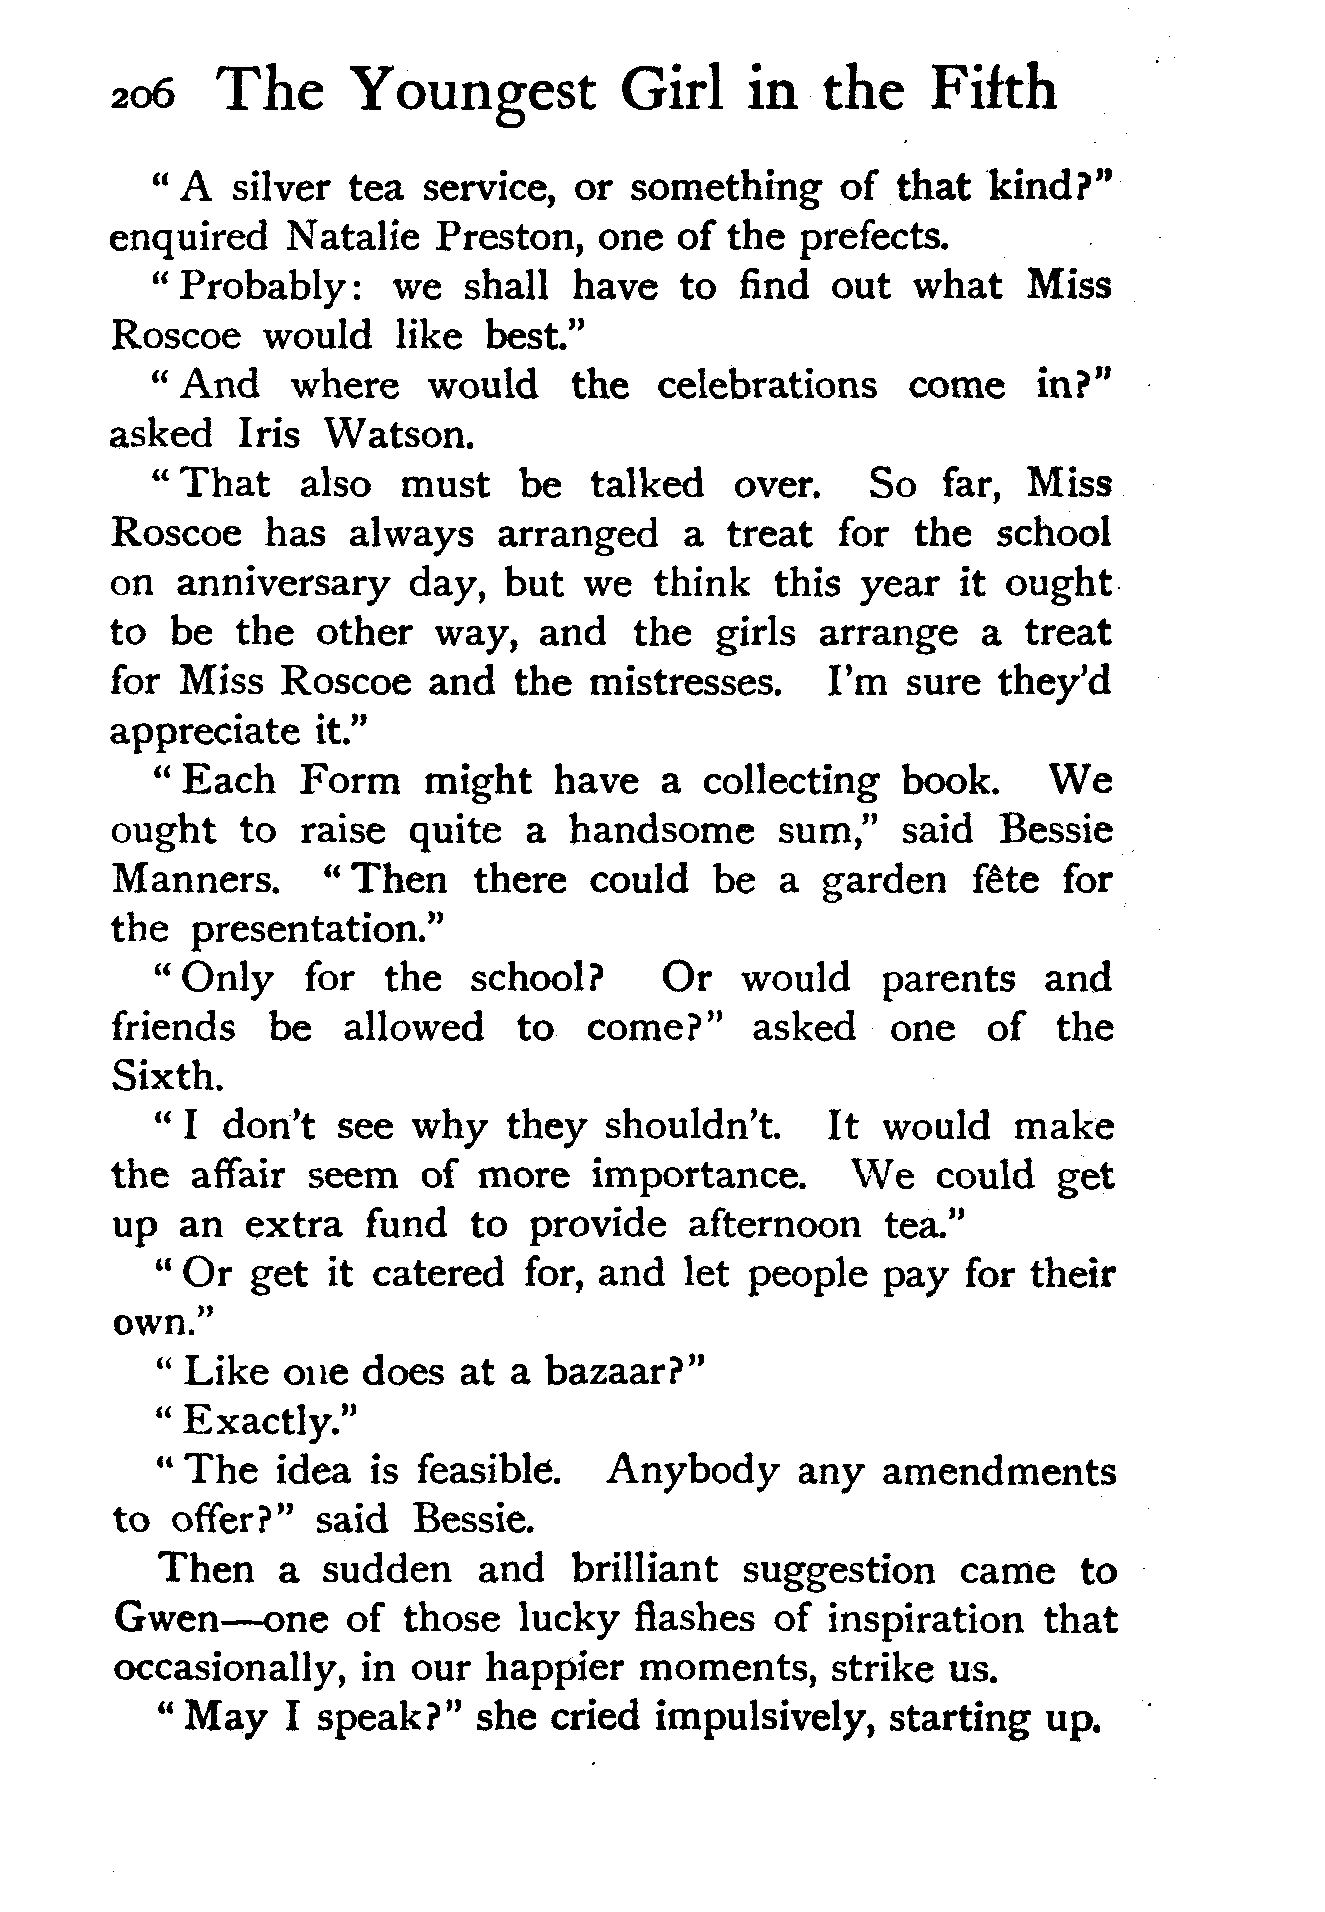 206 The Youngest Girl in the Fifth
“ A silver tea service, or something of that kind?”
enquired Natalie Preston, one of the prefects.
“ Probably: we shall have to find out what Miss
Roscoe would like best.”
“ And where would the celebrations come in?”
asked Iris Watson.
“ That also must be talked over. So far, Miss
Roscoe has always arranged a treat for the school
on anniversary day, but we think this year it ought
to be the other way, and the girls arrange a treat
for Miss Roscoe and the mistresses. I’m sure they’d
appreciate it.”
“ Each Form might have a collecting book. We
ought to raise quite a handsome sum,” said Bessie
Manners. “ Then there could be a garden fête for
the presentation.”
“ Only for the school? Or would parents and
friends be allowed to come?” asked one of the
Sixth.
“ I don’t see why they shouldn’t. It would make
the affair seem of more importance. We could get
up an extra fund to provide afternoon tea.”
“ Or get it catered for, and let people pay for their
own.”
“ Like one does at a bazaar?”
“ Exactly.”
“ The idea is feasible. Anybody any amendments
to offer?” said Bessie.
Then a sudden and brilliant suggestion came to
Gwen—one of those lucky flashes of inspiration that
occasionally, in our happier moments, strike us.
“ May I speak?” she cried impulsively, starting up.